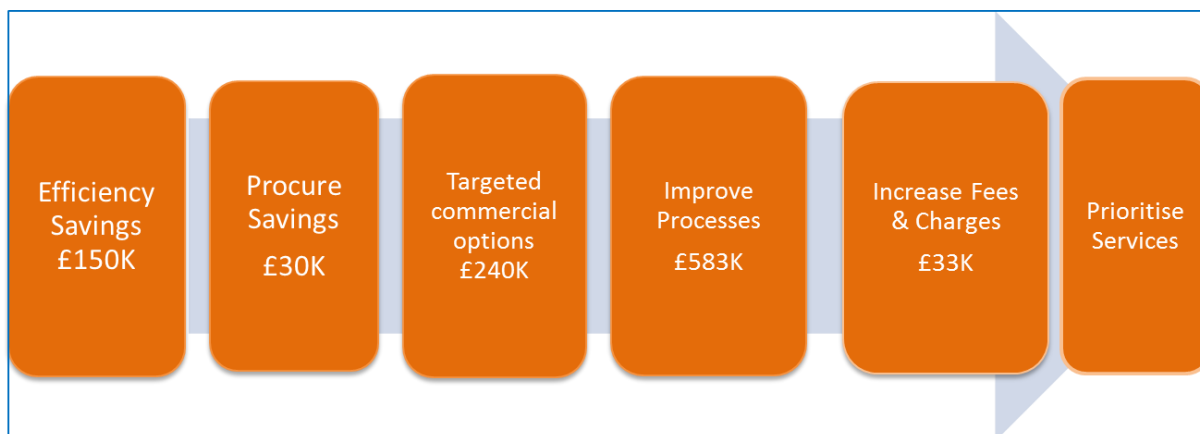 Efficiency
Savings
£150K
Procure
Savings
£30K
Targeted
commercial
options
£240K
Improve
Processes
£583K
Increase Fees
& Charges
£33K
Prioritise
Services